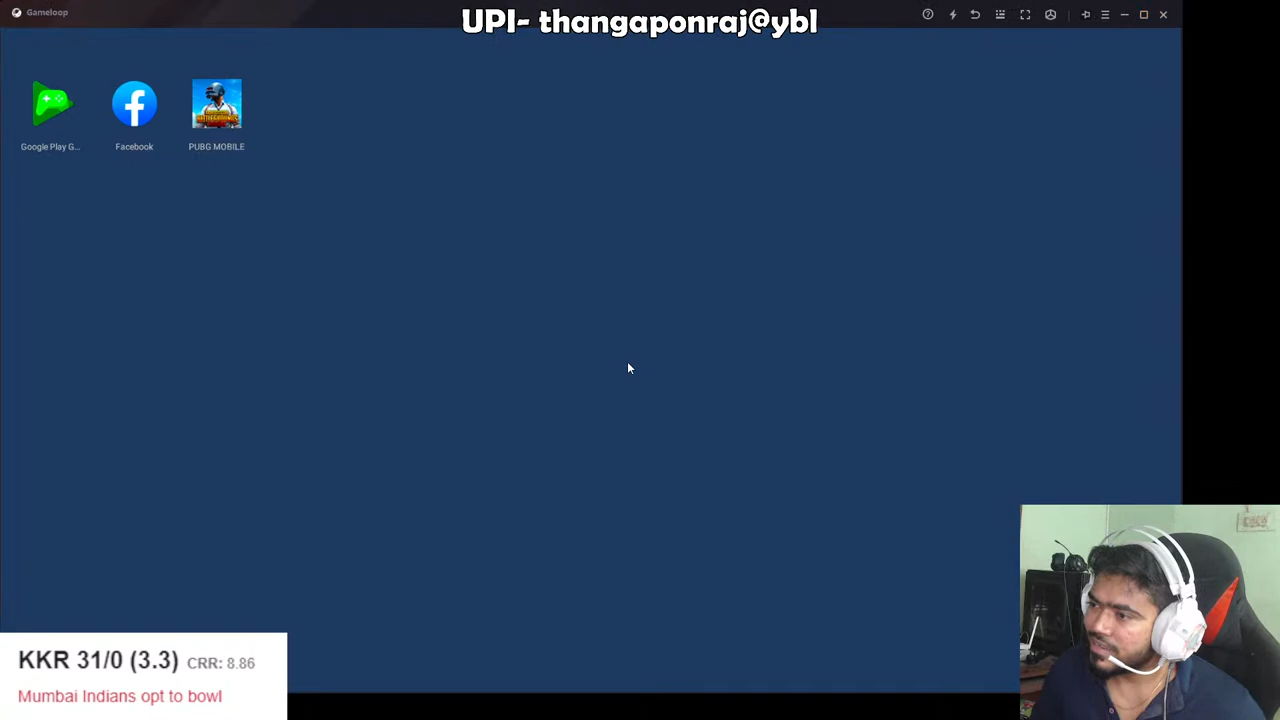 Gameloop
UPI- thangaponraj@ybl
Google Play G...
Facebook
PUBG MOBILE
KKR 31/0 (3.3) CRR: 8.86
Mumbai Indians opt to bowl